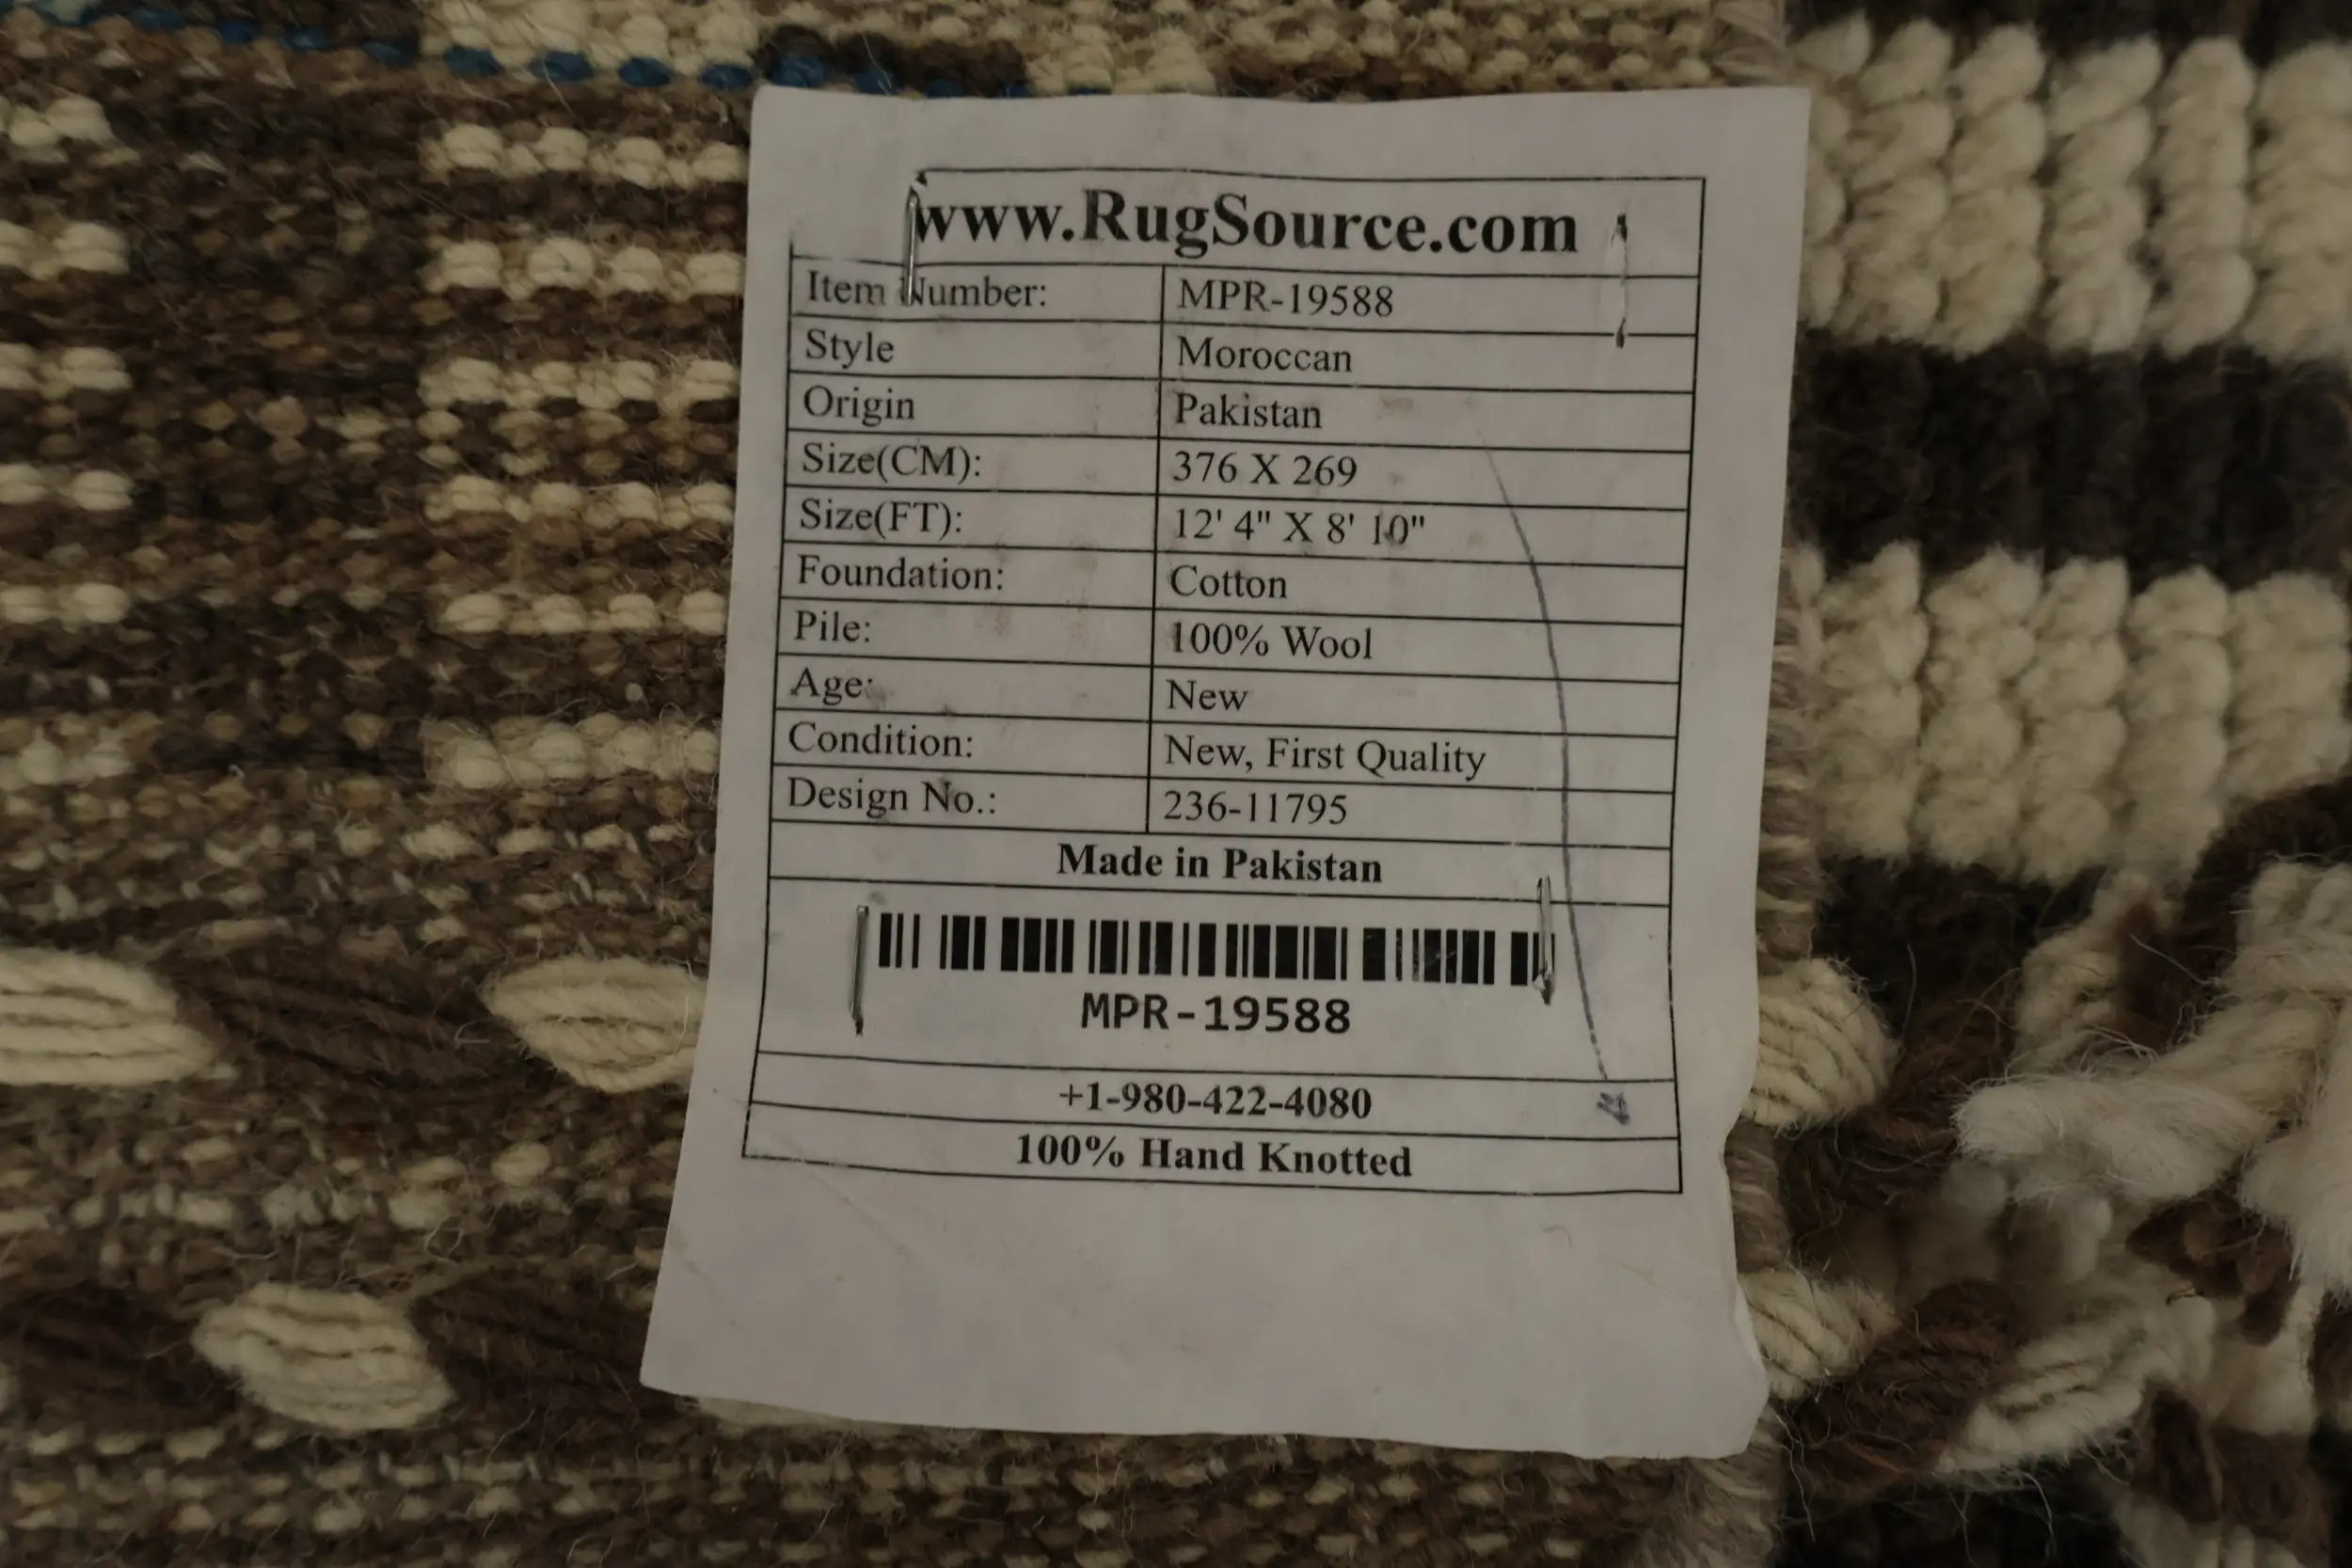 www.RugSource.com
Item Number: MPR-19588
Style Moroccan
Origin Pakistan
Size(CM): 376 X 269
Size(FT): 12' 4" X 8' 10"
Foundation: Cotton
Pile: 100% Wool
Age: New
Condition: New, First Quality
Design No.: 236-11795
Made in Pakistan
MPR-19588
+1-980-422-4080
100% Hand Knotted